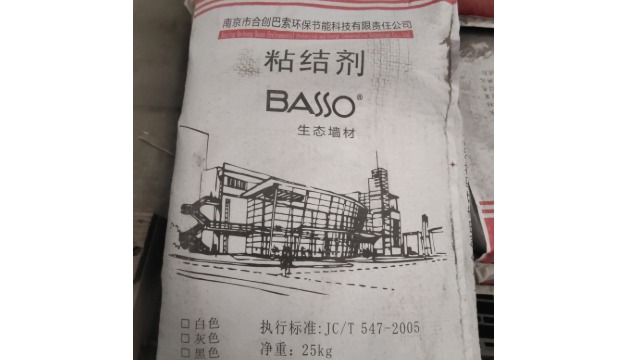 南京市合创巴索环保节能科技有限责任公司
粘结剂
BASSO®
生态墙材
□ 白色
□ 灰色
□ 黑色
执行标准: JC/T 547-2005
净重: 25kg